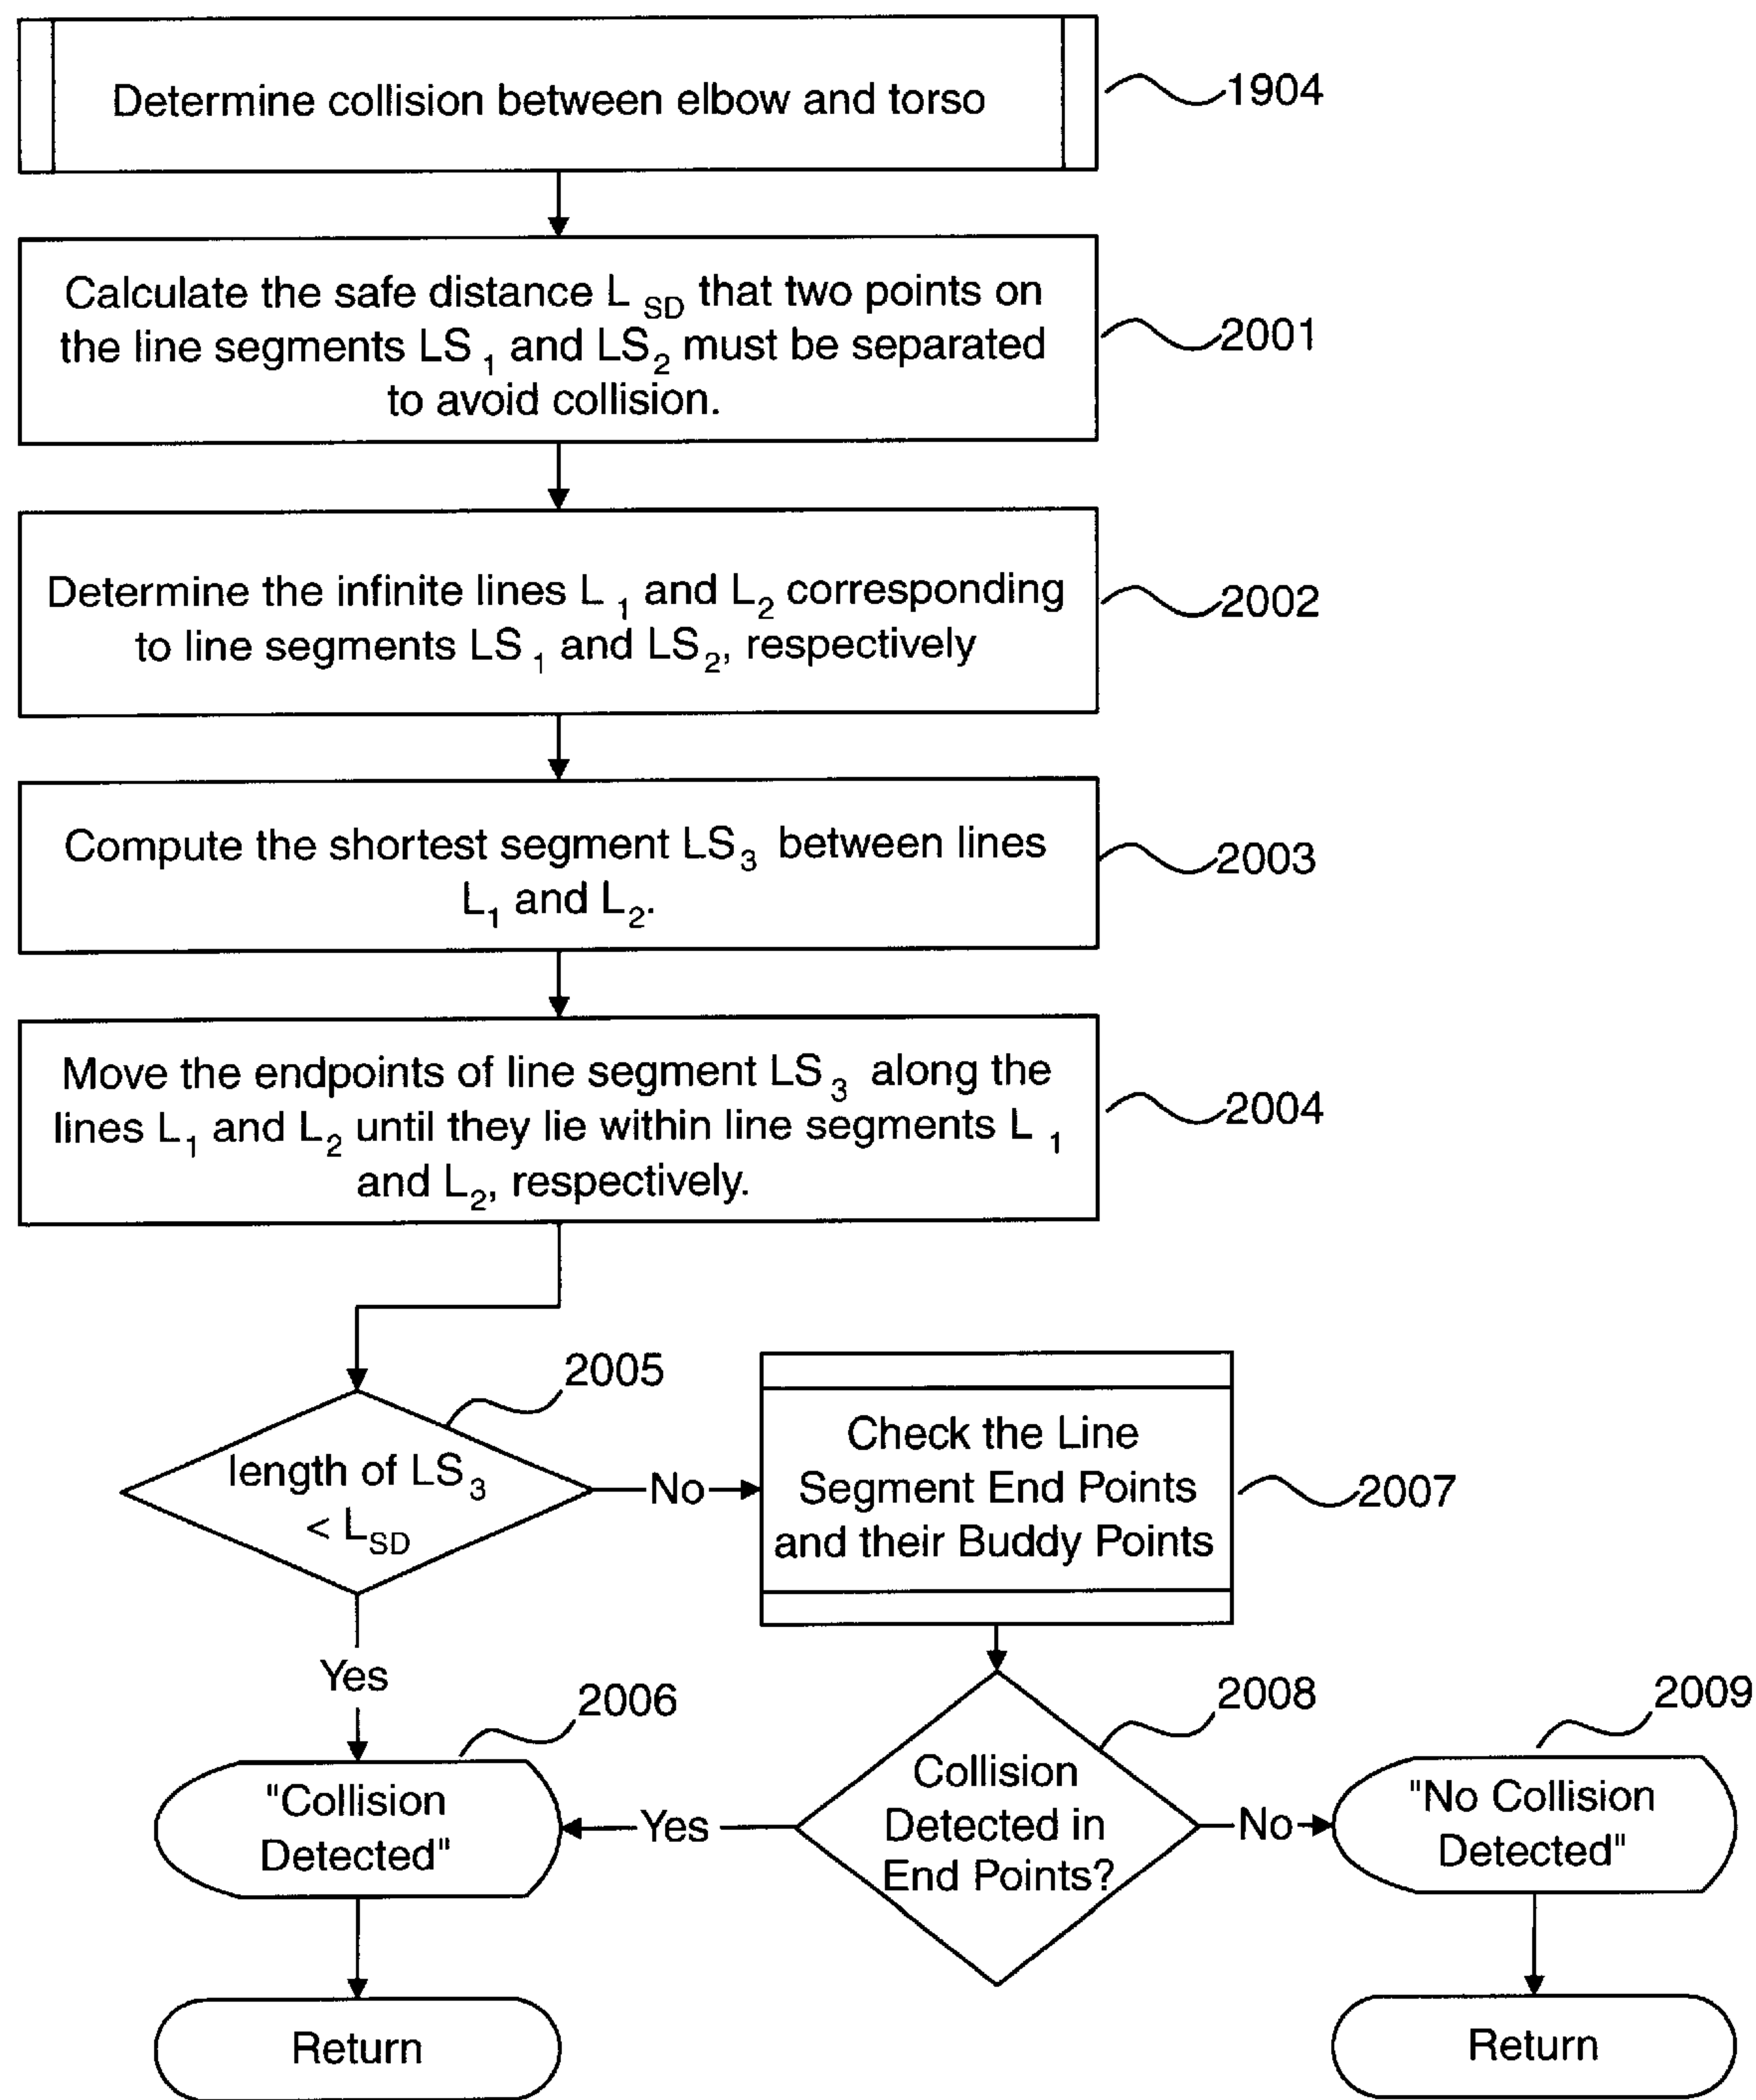 Determine collision between elbow and torso
1904
Calculate the safe distance L SD that two points on
the line segments LS 1 and LS2 must be separated
to avoid collision.
2001
Determine the infinite lines L 1 and L2 corresponding
to line segments LS 1 and LS2, respectively
2002
Compute the shortest segment LS3 between lines
L1 and L2.
2003
Move the endpoints of line segment LS 3 along the
lines L1 and L2 until they lie within line segments L 1
and L2, respectively.
2004
2005
length of LS3
< LSD
No
Check the Line
Segment End Points
and their Buddy Points
2007
Yes
2006
"Collision
Detected"
Yes
2008
Collision
Detected in
End Points?
No
2009
"No Collision
Detected"
Return
Return